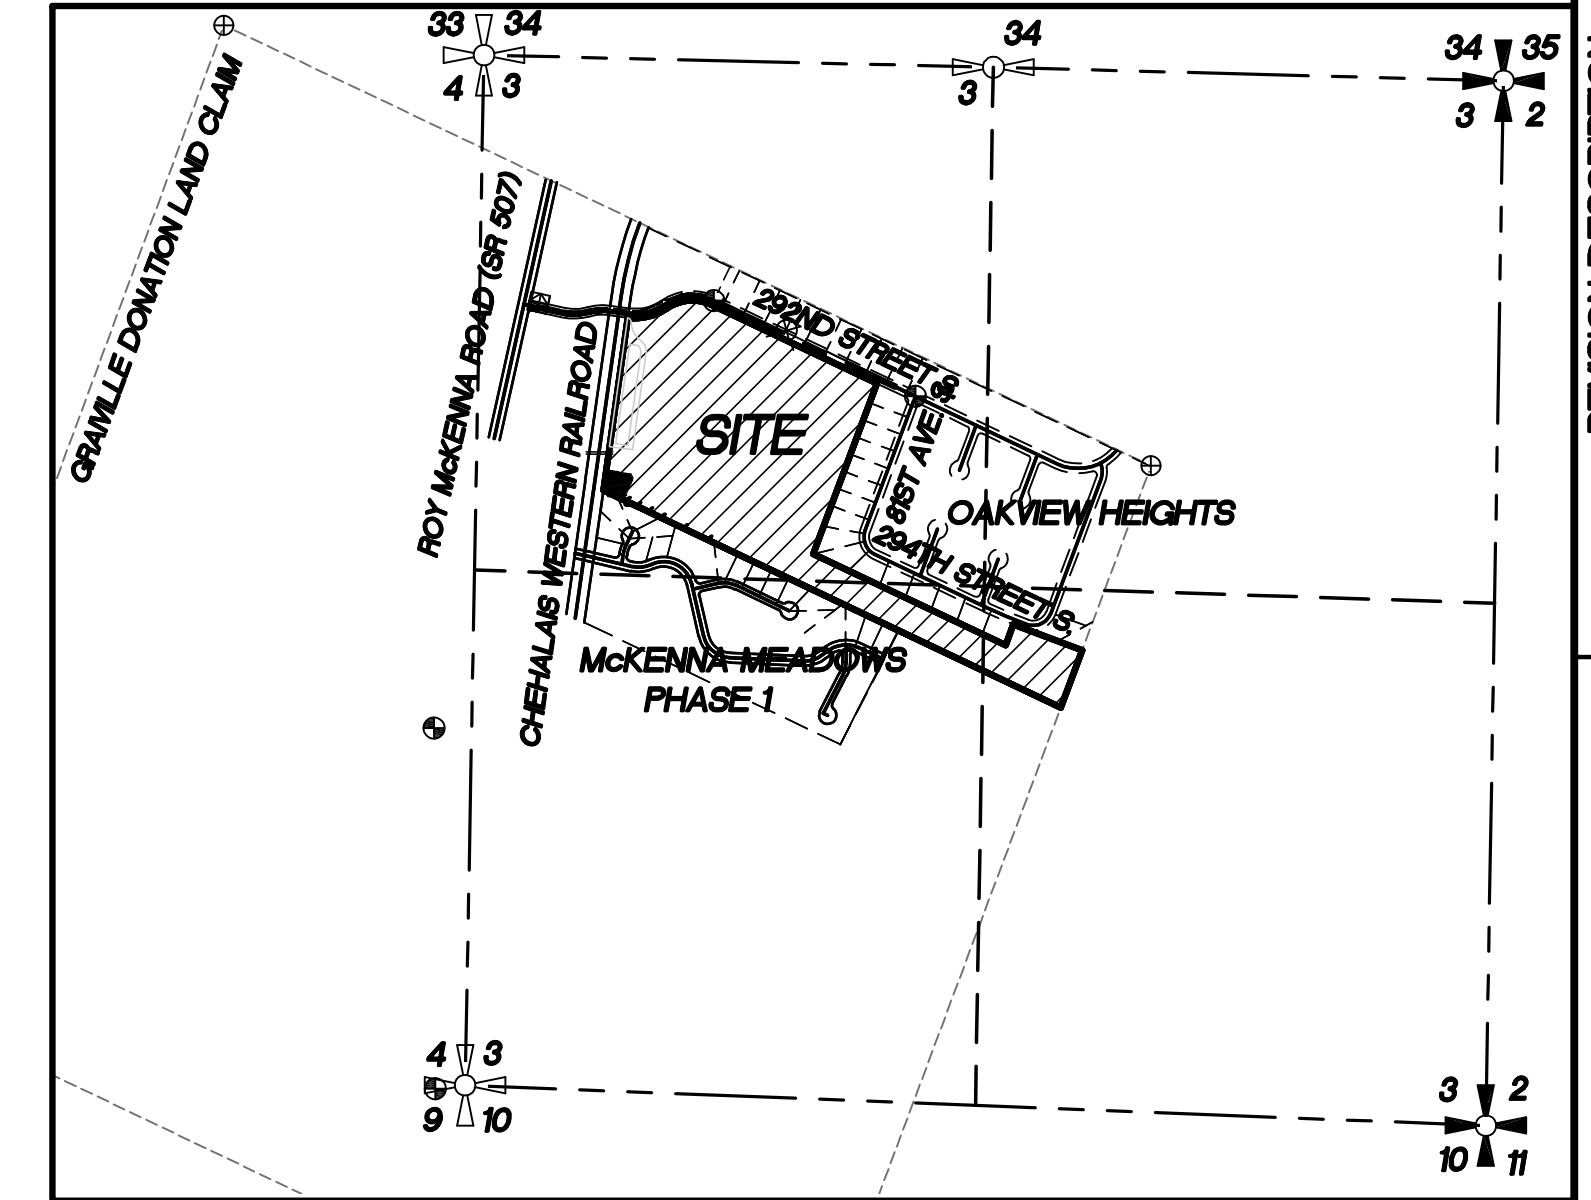 33 34
4 3
34
3
34 35
3 2
GRANVILLE DONATION LAND CLAIM
ROY McKENNA ROAD (SR 507)
CHEHALAIS WESTERN RAILROAD
292ND STREET S.
SITE
81ST AVE. S.
OAKVIEW HEIGHTS
294TH STREET S.
McKENNA MEADOWS
PHASE 1
4 3
9 10
3 2
10 11